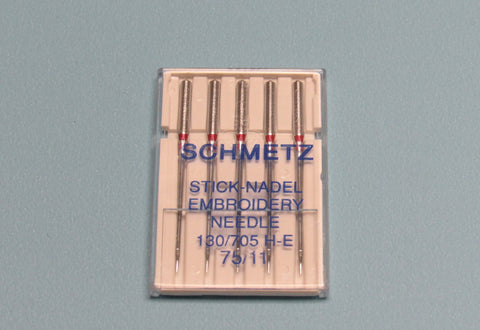 SCHMETZ
STICK-NADEL
EMBROIDERY
NEEDLE
130/705 H-E
75/11